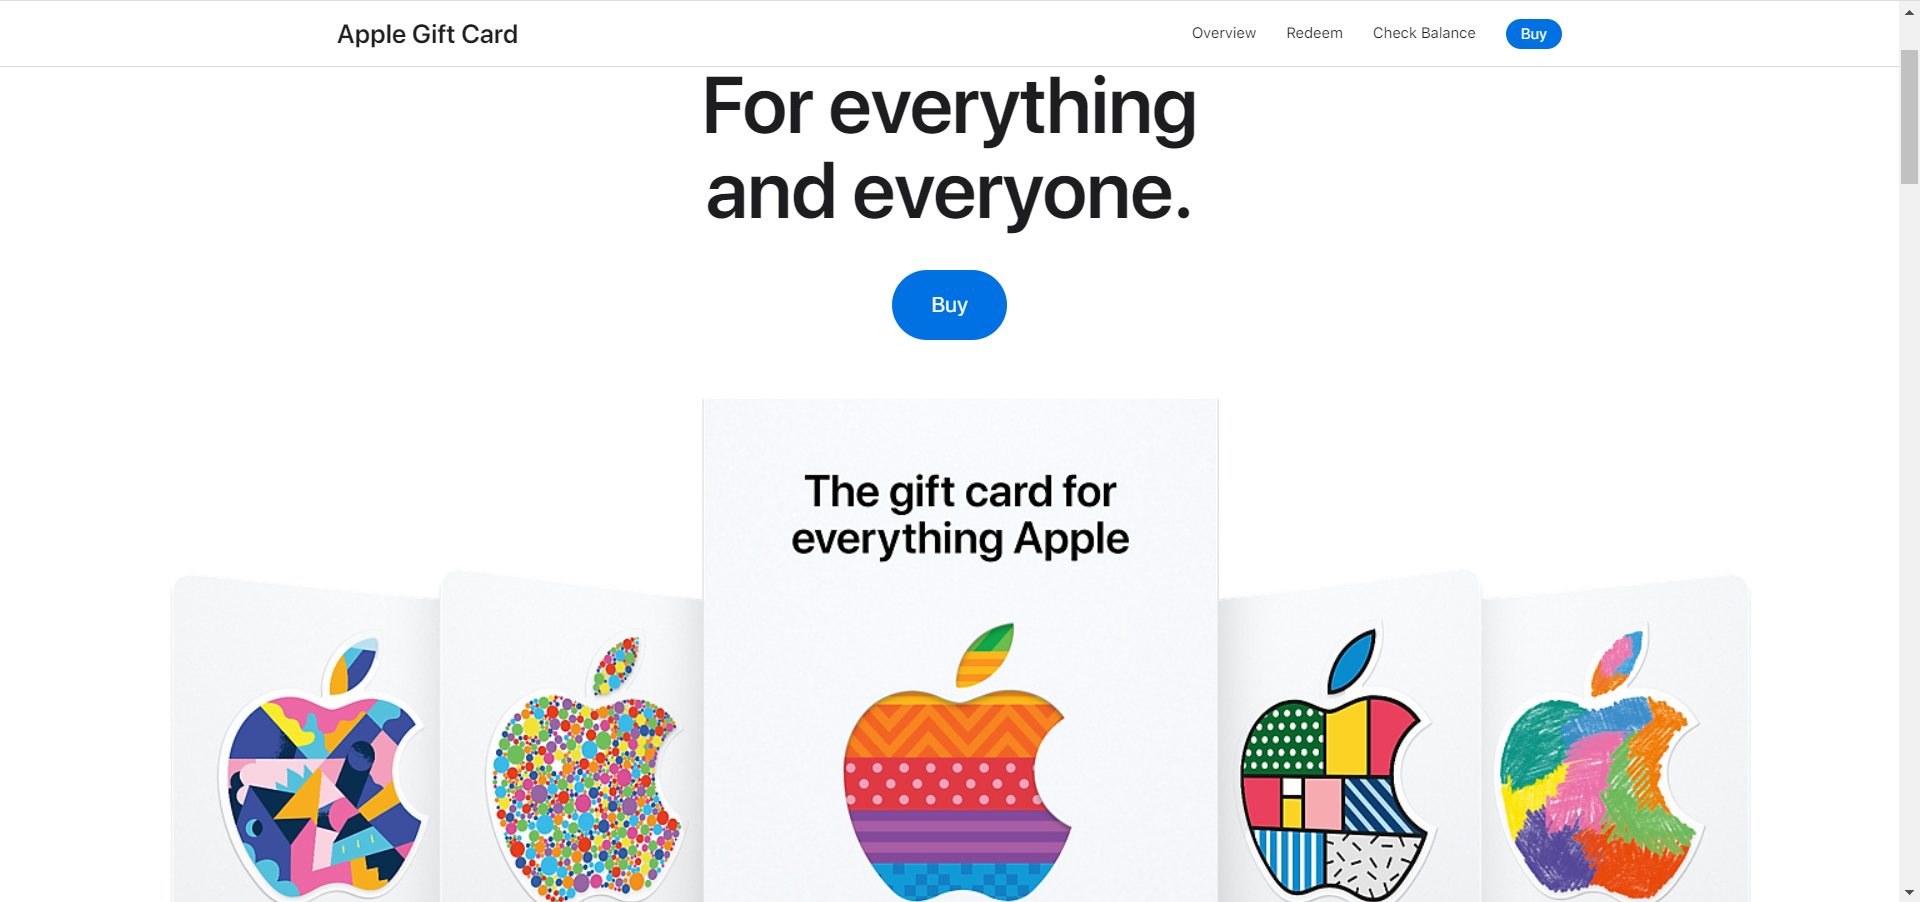 Apple Gift Card
Overview
Redeem
Check Balance
Buy
For everything
and everyone.
Buy
The gift card for
everything Apple